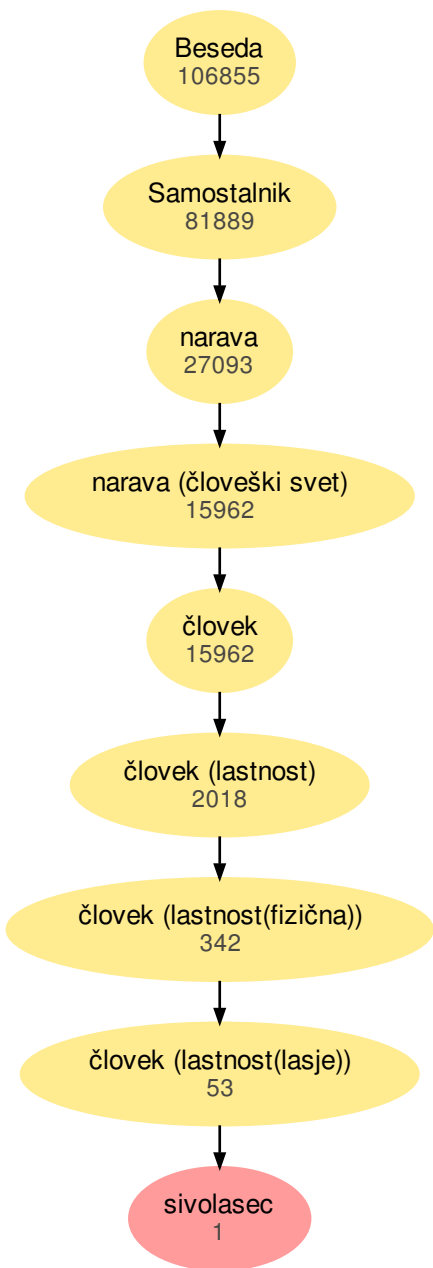 Beseda
106855
Samostalnik
81889
narava
27093
narava (človeški svet)
15962
človek
15962
človek (lastnost)
2018
človek (lastnost(fizična))
342
človek (lastnost(lasje))
53
sivolasec
1